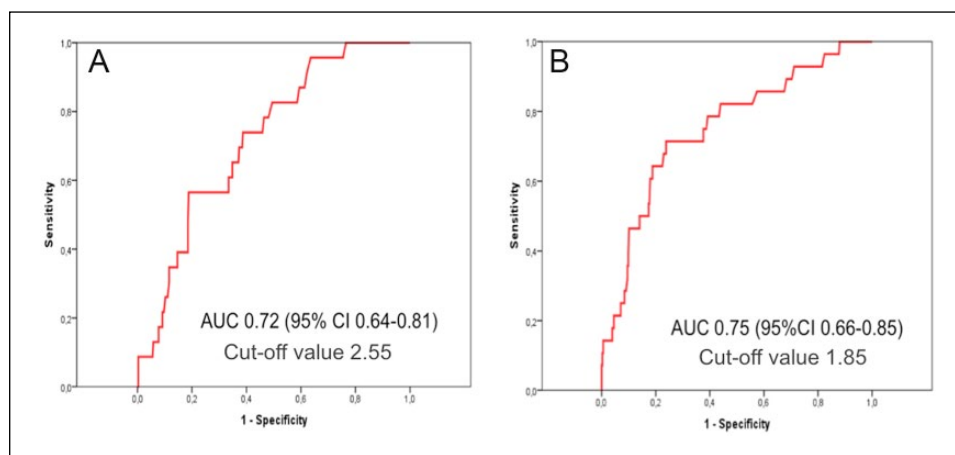 A
1,0
0,8
0,6
0,4
0,2
0,0
Sensitivity
AUC 0.72 (95% CI 0.64-0.81)
Cut-off value 2.55
0,0 0,2 0,4 0,6 0,8 1,0
1 - Specificity
B
1,0
0,8
0,6
0,4
0,2
0,0
Sensitivity
AUC 0.75 (95%CI 0.66-0.85)
Cut-off value 1.85
0,0 0,2 0,4 0,6 0,8 1,0
1 - Specificity